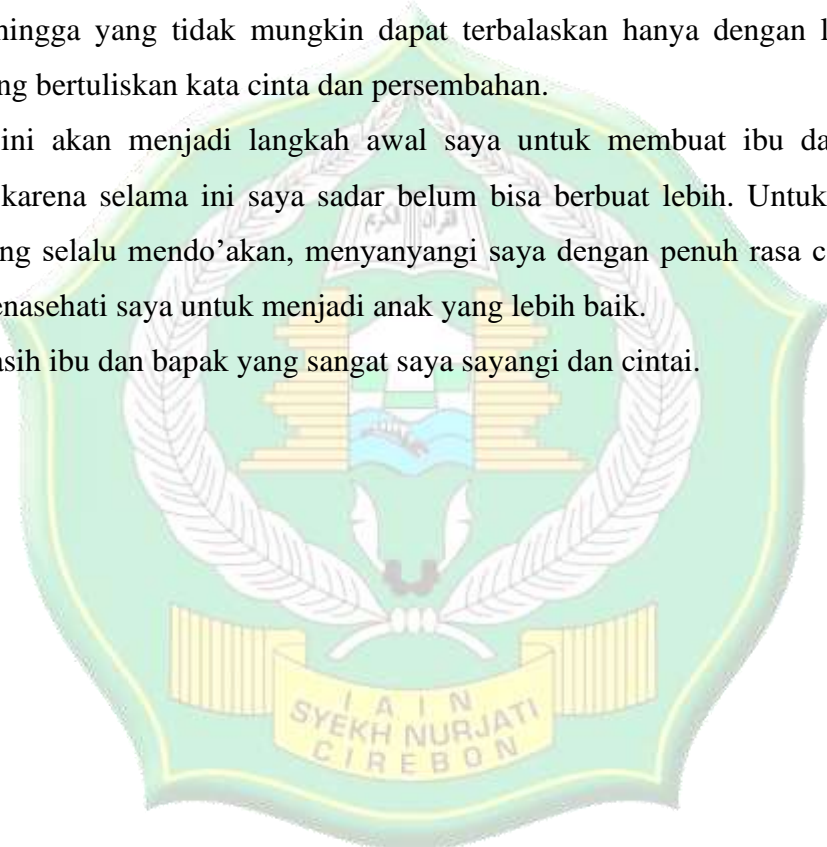 hingga yang tidak mungkin dapat terbalaskan hanya dengan l
ng bertuliskan kata cinta dan persembahan.
ini akan menjadi langkah awal saya untuk membuat ibu da
karena selama ini saya sadar belum bisa berbuat lebih. Untuk
ng selalu mendo’akan, menyanyangi saya dengan penuh rasa c
enasehati saya untuk menjadi anak yang lebih baik.
asih ibu dan bapak yang sangat saya sayangi dan cintai.
القرآن الكريم
IAIN
SYEKH NURJATI
CIREBON